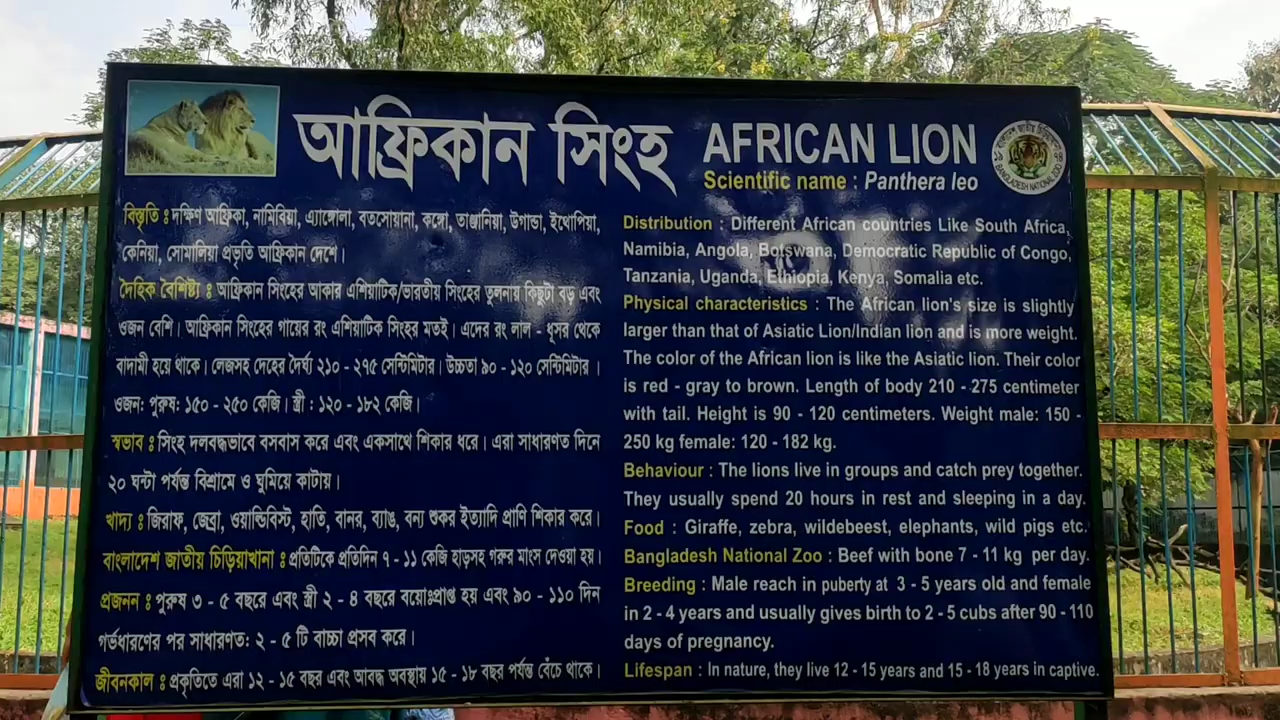 আফ্রিকান সিংহ
AFRICAN LION
Scientific name : Panthera leo
BANGLADESH NATIONAL ZOO
বিস্তৃতি : দক্ষিণ আফ্রিকা, নামিবিয়া, এ্যাঙ্গোলা, বতসোয়ানা, কঙ্গো, তাঞ্জানিয়া, উগান্ডা, ইথোপিয়া,
কেনিয়া, সোমালিয়া প্রভৃতি আফ্রিকান দেশে।
দৈহিক বৈশিষ্ট্য : আফ্রিকান সিংহের আকার এশিয়াটিক/ভারতীয় সিংহের তুলনায় কিছুটা বড় এবং
ওজন বেশি। আফ্রিকান সিংহের গায়ের রং এশিয়াটিক সিংহর মতই। এদের রং লাল - ধূসর থেকে
বাদামী হয়ে থাকে। লেজসহ দেহের দৈর্ঘ্য ২১০ - ২৭৫ সেন্টিমিটার। উচ্চতা ৯০ - ১২০ সেন্টিমিটার ।
ওজন: পুরুষ: ১৫০ - ২৫০ কেজি। স্ত্রী : ১২০ - ১৮২ কেজি।
স্বভাব : সিংহ দলবদ্ধভাবে বসবাস করে এবং একসাথে শিকার ধরে। এরা সাধারণত দিনে
২০ ঘন্টা পর্যন্ত বিশ্রামে ও ঘুমিয়ে কাটায়।
খাদ্য : জিরাফ, জেব্রা, ওয়াল্ডিবিস্ট, হাতি, বানর, ব্যাঙ, বন্য শুকর ইত্যাদি প্রাণি শিকার করে।
বাংলাদেশ জাতীয় চিড়িয়াখানা : প্রতিটিকে প্রতিদিন ৭ - ১১ কেজি হাড়সহ গরুর মাংস দেওয়া হয়।
প্রজনন : পুরুষ ৩ - ৫ বছরে এবং স্ত্রী ২ - ৪ বছরে বয়োঃপ্রাপ্ত হয় এবং ৯০ - ১১০ দিন
গর্ভধারণের পর সাধারণত: ২ - ৫ টি বাচ্চা প্রসব করে।
জীবনকাল : প্রকৃতিতে এরা ১২ - ১৫ বছর এবং আবদ্ধ অবস্থায় ১৫ - ১৮ বছর পর্যন্ত বেঁচে থাকে।
Distribution : Different African countries Like South Africa,
Namibia, Angola, Botswana, Democratic Republic of Congo,
Tanzania, Uganda, Ethiopia, Kenya, Somalia etc.
Physical characteristics : The African lion's size is slightly
larger than that of Asiatic Lion/Indian lion and is more weight.
The color of the African lion is like the Asiatic lion. Their color
is red - gray to brown. Length of body 210 - 275 centimeter
with tail. Height is 90 - 120 centimeters. Weight male: 150 -
250 kg female: 120 - 182 kg.
Behaviour : The lions live in groups and catch prey together.
They usually spend 20 hours in rest and sleeping in a day.
Food : Giraffe, zebra, wildebeest, elephants, wild pigs etc.
Bangladesh National Zoo : Beef with bone 7 - 11 kg per day.
Breeding : Male reach in puberty at 3 - 5 years old and female
in 2 - 4 years and usually gives birth to 2 - 5 cubs after 90 - 110
days of pregnancy.
Lifespan : In nature, they live 12 - 15 years and 15 - 18 years in captive.